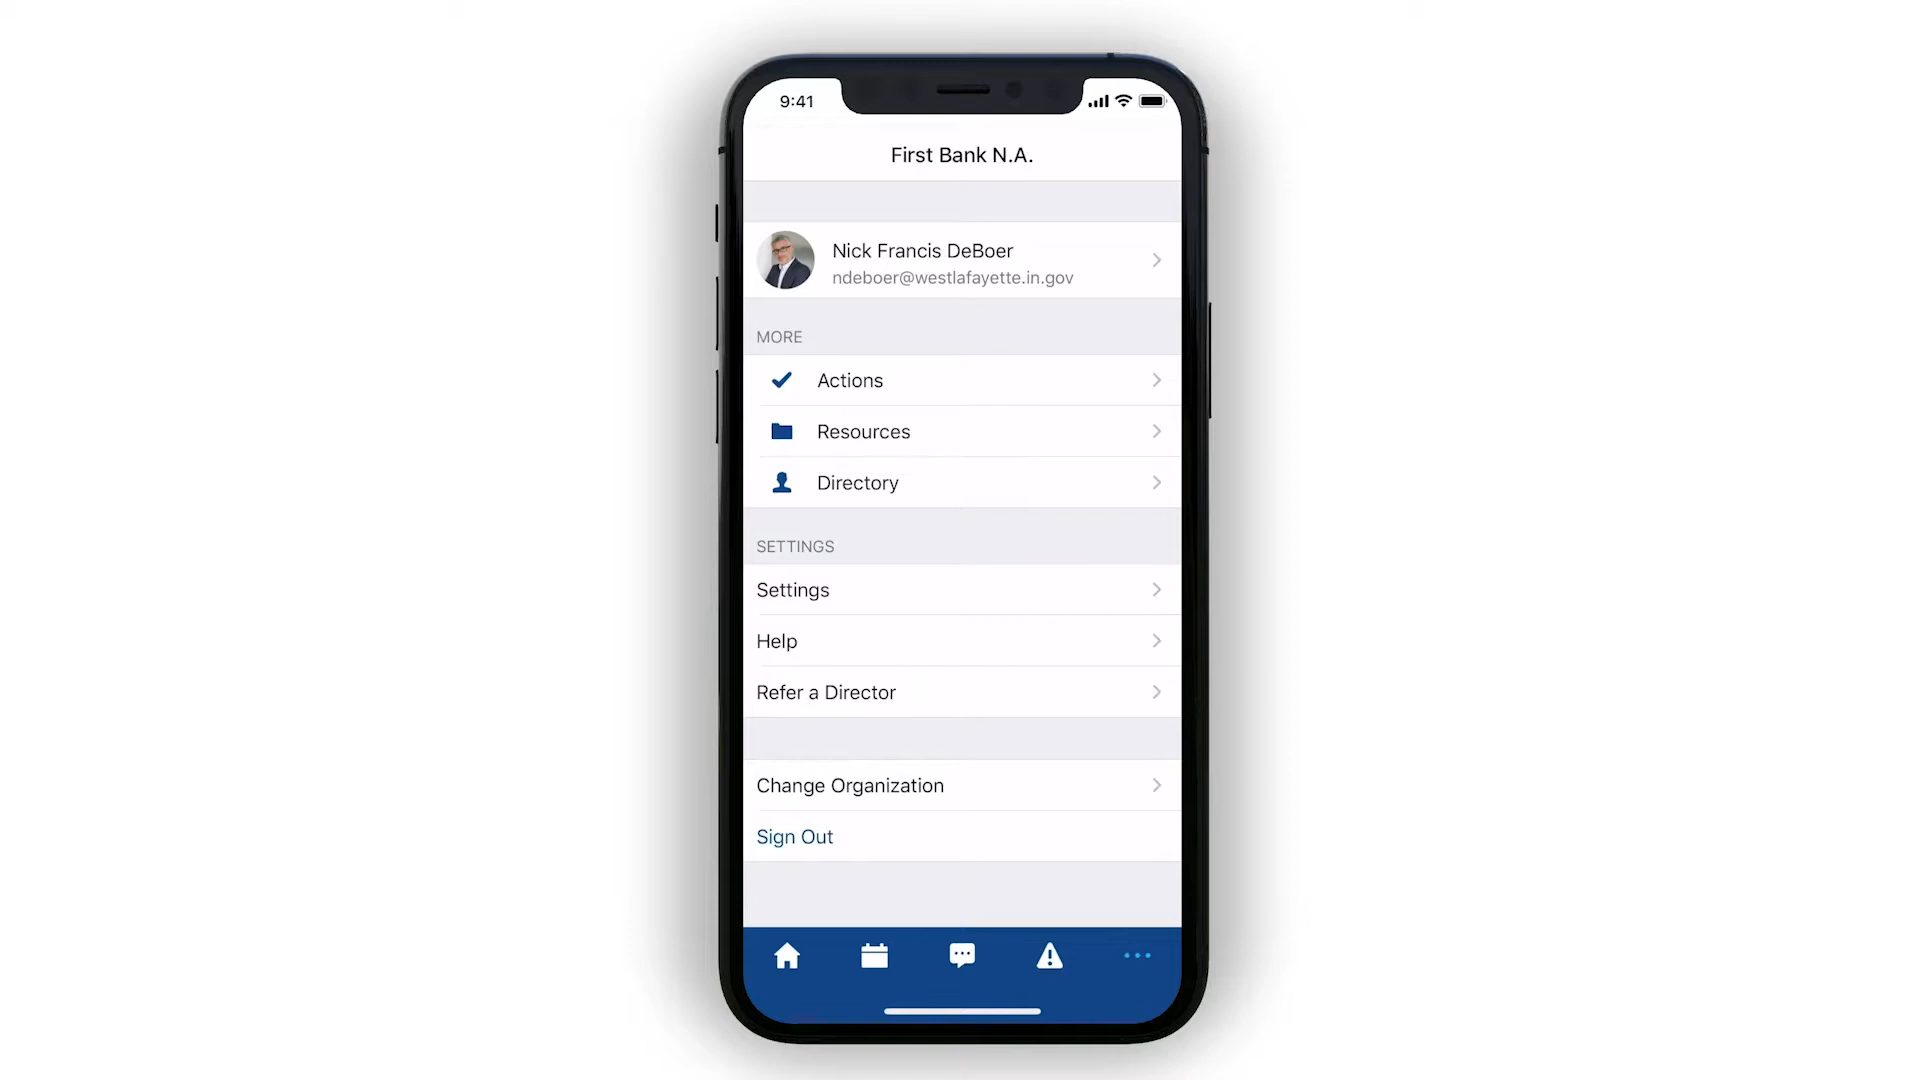 9:41
First Bank N.A.
Nick Francis DeBoer
ndeboer@westlafayette.in.gov
MORE
Actions
Resources
Directory
SETTINGS
Settings
Help
Refer a Director
Change Organization
Sign Out